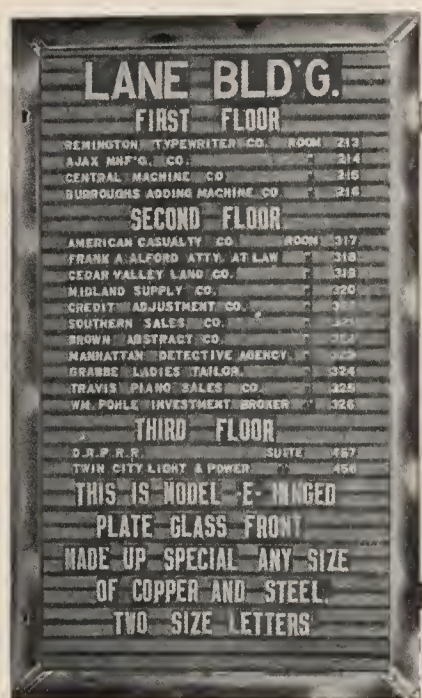 LANE BLD'G.
FIRST FLOOR
REMINGTON TYPEWRITER CO. ROOM 213
AJAX MNF'G. CO. " 214
CENTRAL MACHINE CO " 215
BURROUGHS ADDING MACHINE CO " 216
SECOND FLOOR
AMERICAN CASUALTY CO ROOM 317
FRANK A. ALFORD ATTY. AT LAW " 318
CEDAR VALLEY LAND CO. " 319
MIDLAND SUPPLY CO. " 320
CREDIT ADJUSTMENT CO. "
SOUTHERN SALES CO. "
BROWN ABSTRACT CO. "
MANHATTAN DETECTIVE AGENCY. "
GRABBE LADIES TAILOR. " 324
TRAVIS PIANO SALES CO. " 325
WM. POHLE INVESTMENT BROKER " 326
THIRD FLOOR
D.R.P.R.R. SUITE 457
TWIN CITY LIGHT & POWER " 456
THIS IS MODEL -E- HINGED
PLATE GLASS FRONT
MADE UP SPECIAL ANY SIZE
OF COPPER AND STEEL.
TWO SIZE LETTERS